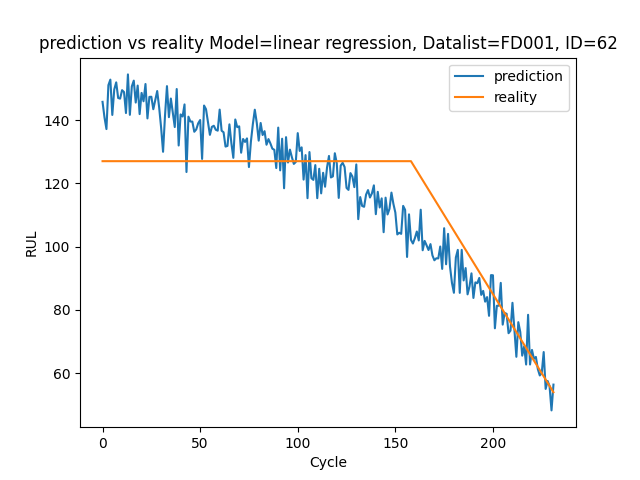 prediction vs reality Model=linear regression, Datalist=FD001, ID=62
prediction
reality
RUL
140
120
100
80
60
0
50
100
150
200
Cycle